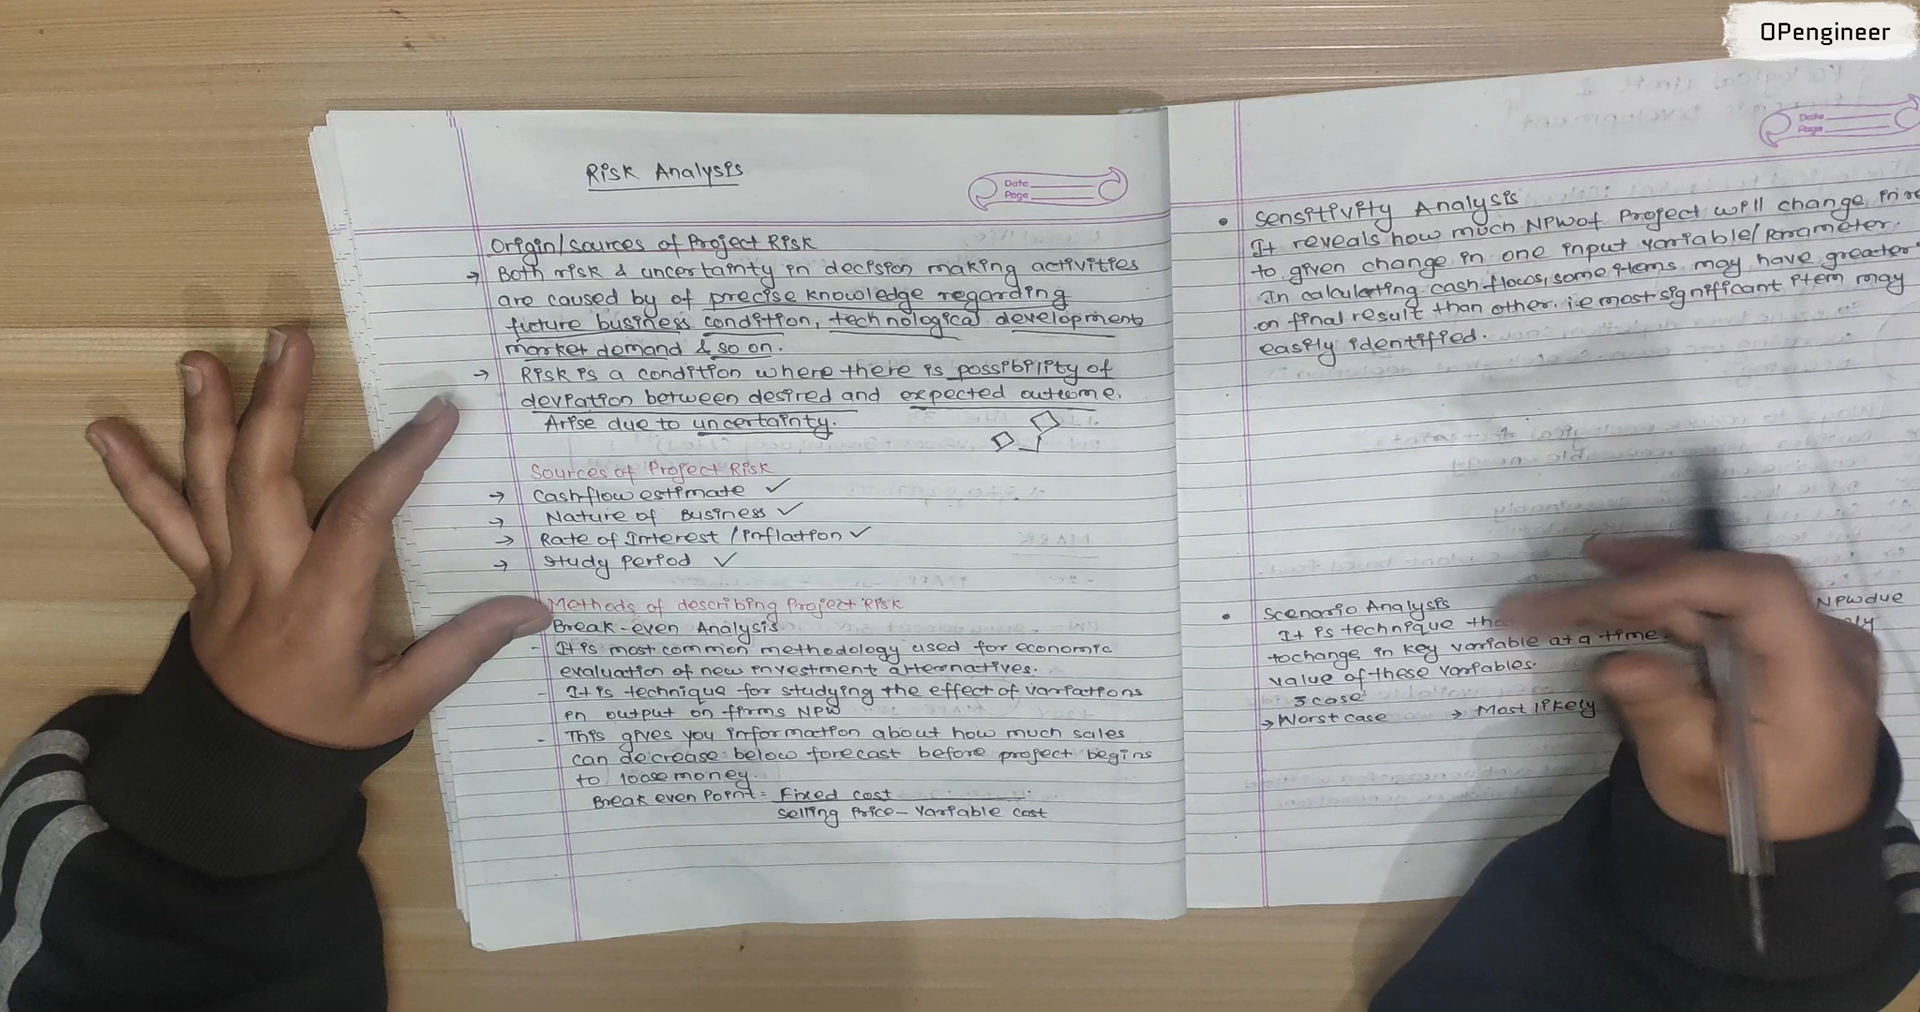 OPengineer
Risk Analysis
Date
Page
Origin/Sources of Project Risk
→ Both risk & uncertainty in decision making activities
are caused by of precise knowledge regarding
future business condition, technological development,
market demand & so on.
→ Risk is a condition where there is possibility of
deviation between desired and expected outcome.
Arise due to uncertainty.
Sources of Project Risk
→ Cashflow estimate ✓
→ Nature of Business ✓
→ Rate of Interest / inflation ✓
→ Study period ✓
Methods of describing Project Risk
Break-even Analysis
- It is most common methodology used for economic
evaluation of new investment alternatives.
- It is technique for studying the effect of variations
in output on firms NPW
- This gives you information about how much sales
can decrease below forecast before project begins
to loose money.
Break even Point = Fixed cost
Selling Price - Variable cost
Date
Page
• Sensitivity Analysis
It reveals how much NPW of Project will change in
to given change in one input variable/Parameter.
In calculating cash flows, some items may have greater
on final result than other. i.e most significant item may
easily identified.
• Scenario Analysis
It is technique NPW due
to change in key variable at a time.
value of these variables.
3 case
→ Worst case → Most likely